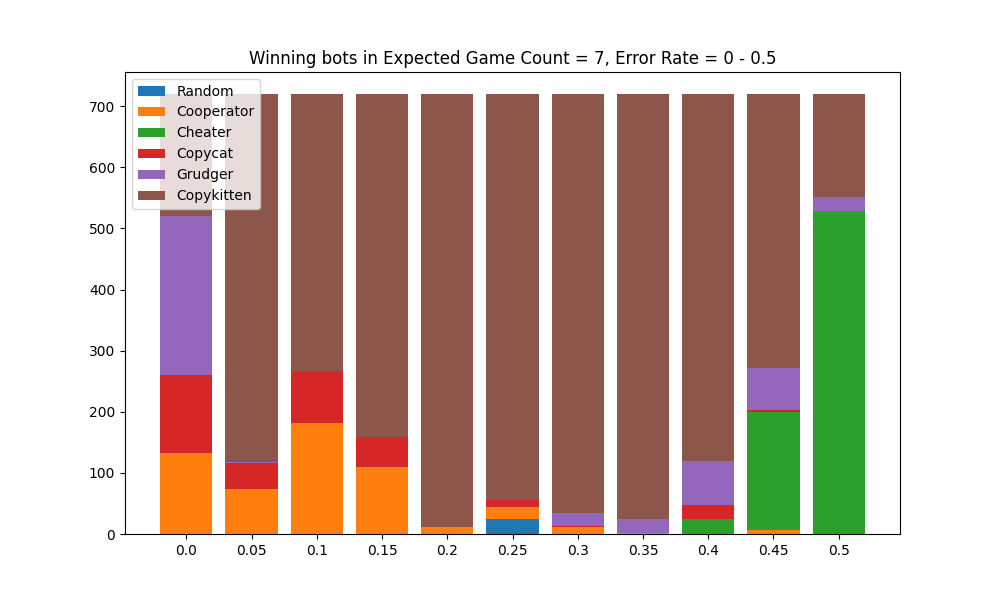 Winning bots in Expected Game Count = 7, Error Rate = 0 - 0.5
700
600
500
400
300
200
100
0
Random
Cooperator
Cheater
Copycat
Grudger
Copykitten
0.0 0.05 0.1 0.15 0.2 0.25 0.3 0.35 0.4 0.45 0.5